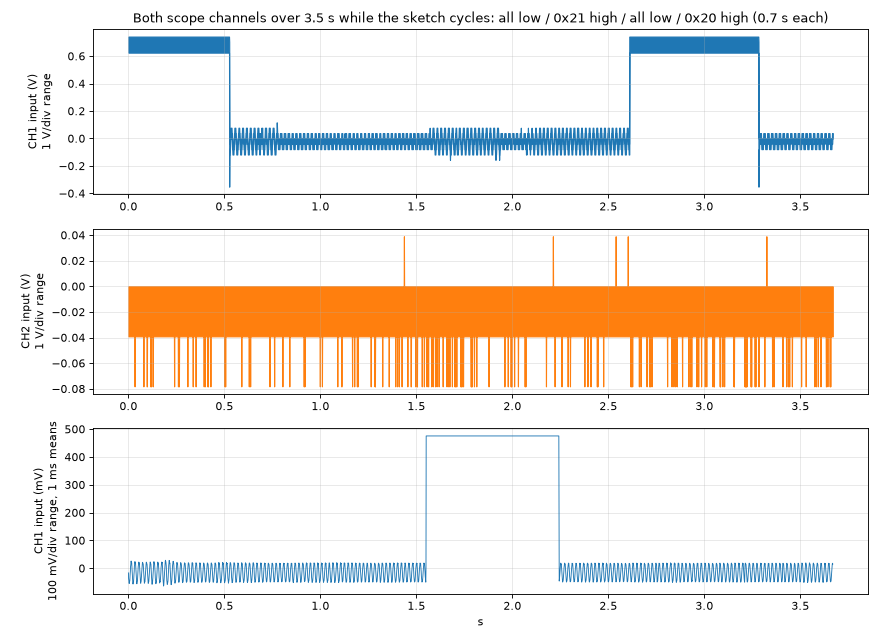 Both scope channels over 3.5 s while the sketch cycles: all low / 0x21 high / all low / 0x20 high (0.7 s each)
CH1 input (V)
1 V/div range
0.6
0.4
0.2
0.0
−0.2
−0.4
0.0 0.5 1.0 1.5 2.0 2.5 3.0 3.5
CH2 input (V)
1 V/div range
0.04
0.02
0.00
−0.02
−0.04
−0.06
−0.08
0.0 0.5 1.0 1.5 2.0 2.5 3.0 3.5
CH1 input (mV)
100 mV/div range, 1 ms means
500
400
300
200
100
0
0.0 0.5 1.0 1.5 2.0 2.5 3.0 3.5
s